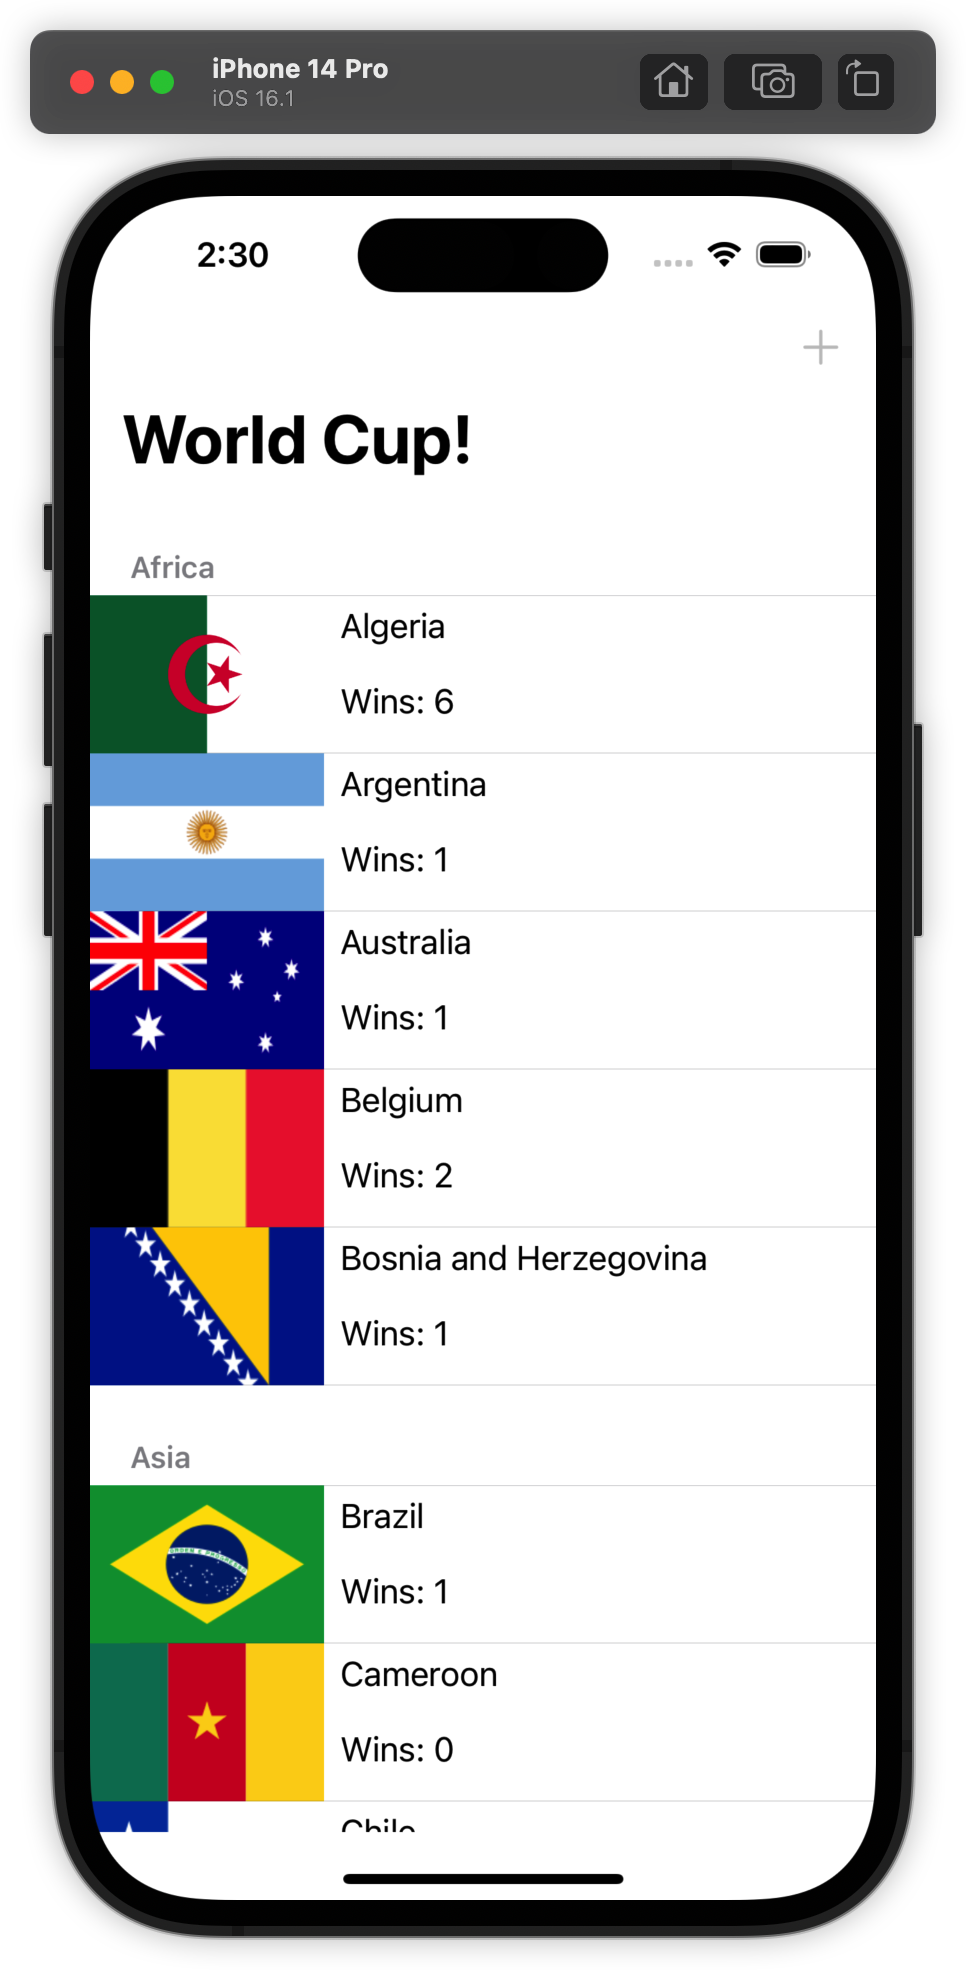 iPhone 14 Pro
iOS 16.1
2:30
World Cup!
Africa
Algeria
Wins: 6
Argentina
Wins: 1
Australia
Wins: 1
Belgium
Wins: 2
Bosnia and Herzegovina
Wins: 1
Asia
Brazil
Wins: 1
Cameroon
Wins: 0
Chile